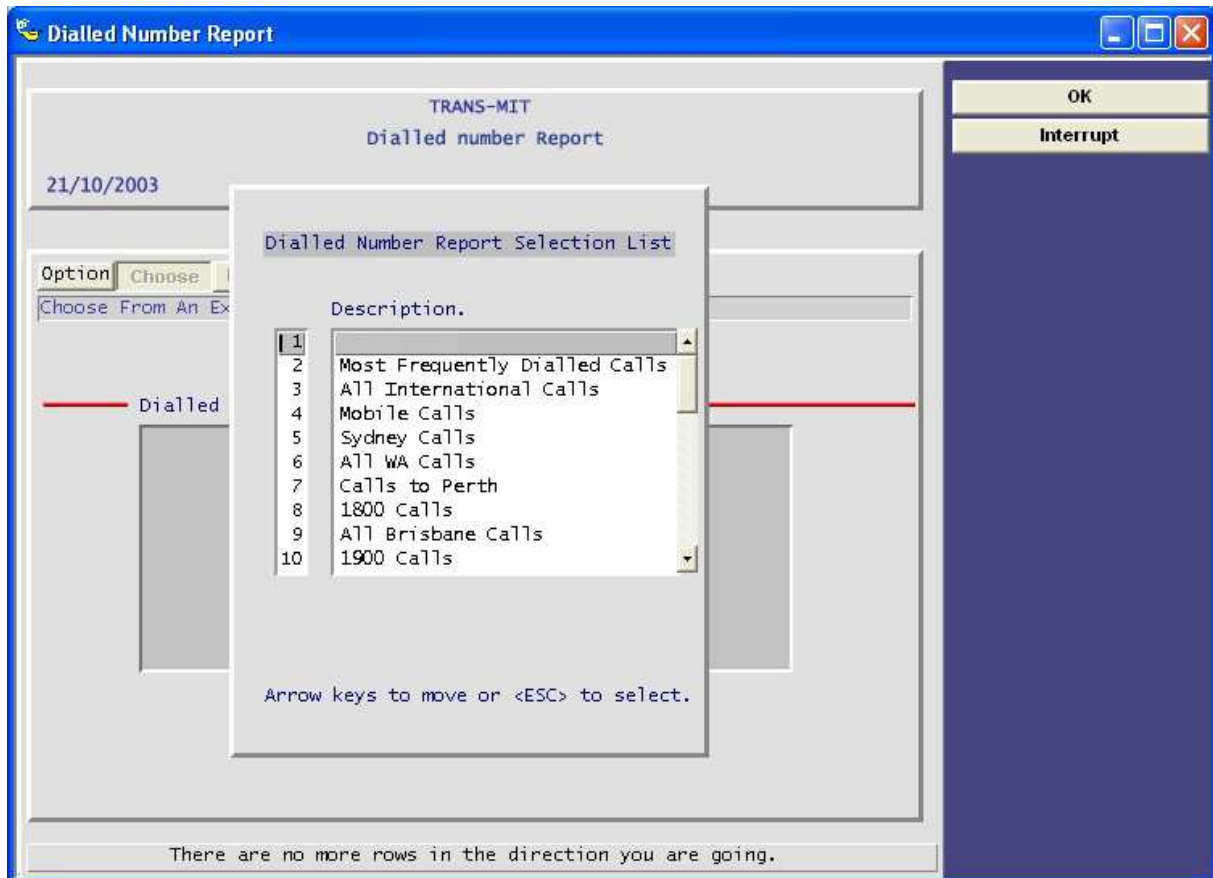 Dialled Number Report
OK
Interrupt
TRANS-MIT
Dialled number Report
21/10/2003
Option Choose
Choose From An Ex
Dialled
Dialled Number Report Selection List
Description.
1
2 Most Frequently Dialled Calls
3 All International Calls
4 Mobile Calls
5 Sydney Calls
6 All WA Calls
7 Calls to Perth
8 1800 Calls
9 All Brisbane Calls
10 1900 Calls
Arrow keys to move or <ESC> to select.
There are no more rows in the direction you are going.